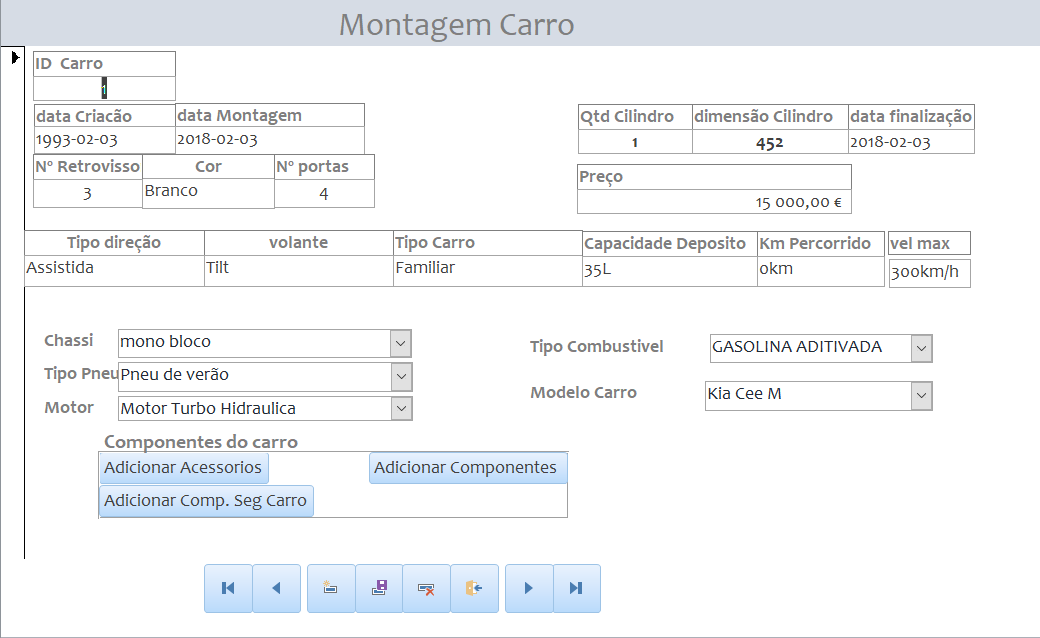 Montagem Carro
ID Carro
1
data Criacão data Montagem
1993-02-03 2018-02-03
Qtd Cilindro dimensão Cilindro data finalização
1 452 2018-02-03
Nº Retrovisso Cor Nº portas
3 Branco 4
Preço
15 000,00 €
Tipo direção volante Tipo Carro Capacidade Deposito Km Percorrido vel max
Assistida Tilt Familiar 35L 0km 300km/h
Chassi mono bloco
Tipo Pneu Pneu de verão
Motor Motor Turbo Hidraulica
Tipo Combustivel GASOLINA ADITIVADA
Modelo Carro Kia Cee M
Componentes do carro
Adicionar Acessorios Adicionar Componentes
Adicionar Comp. Seg Carro